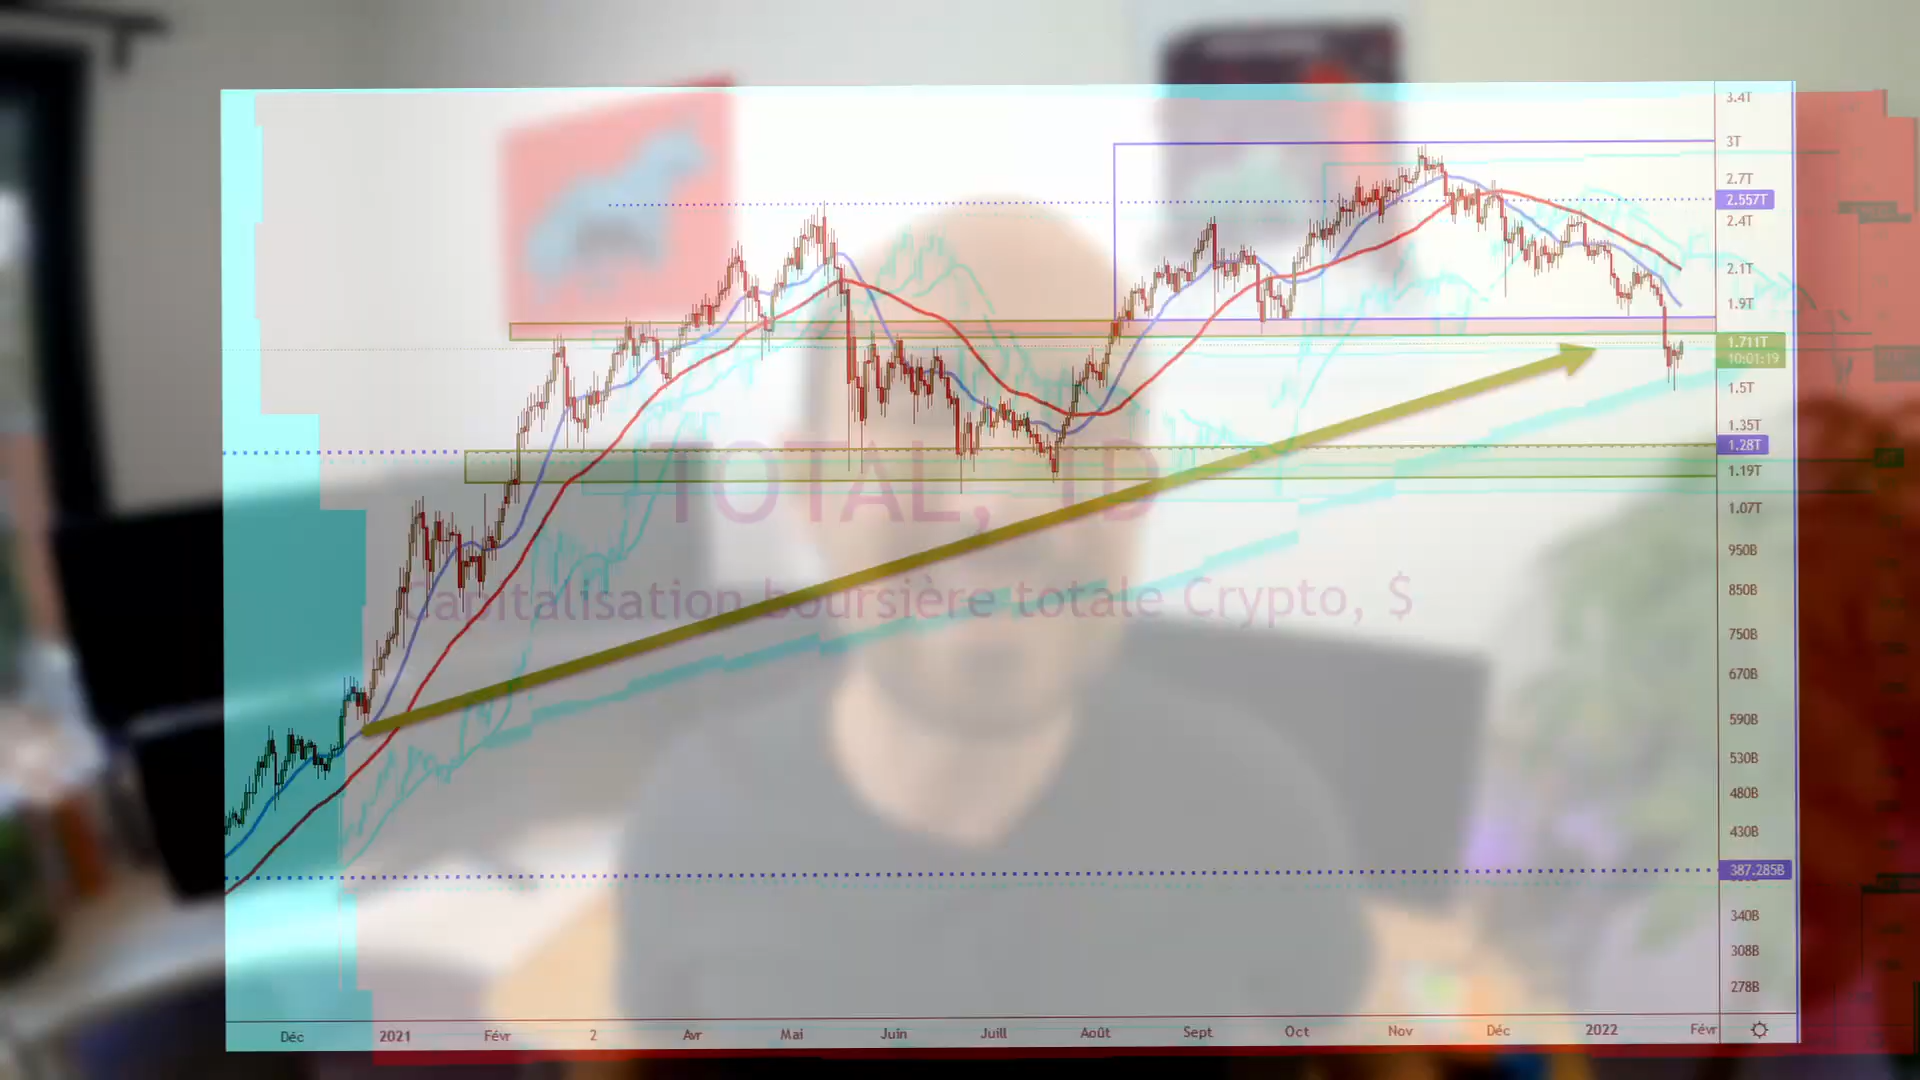 3.4T
3T
2.7T
2.557T
2.4T
2.1T
1.9T
1.711T
10:01:19
1.5T
1.35T
1.28T
1.19T
TOTAL, 1D
1.07T
950B
Capitalisation boursière totale Crypto, $
850B
750B
670B
590B
530B
480B
430B
387.285B
340B
308B
278B
Déc 2021 Févr 2 Avr Mai Juin Juill Août Sept Oct Nov Déc 2022 Févr